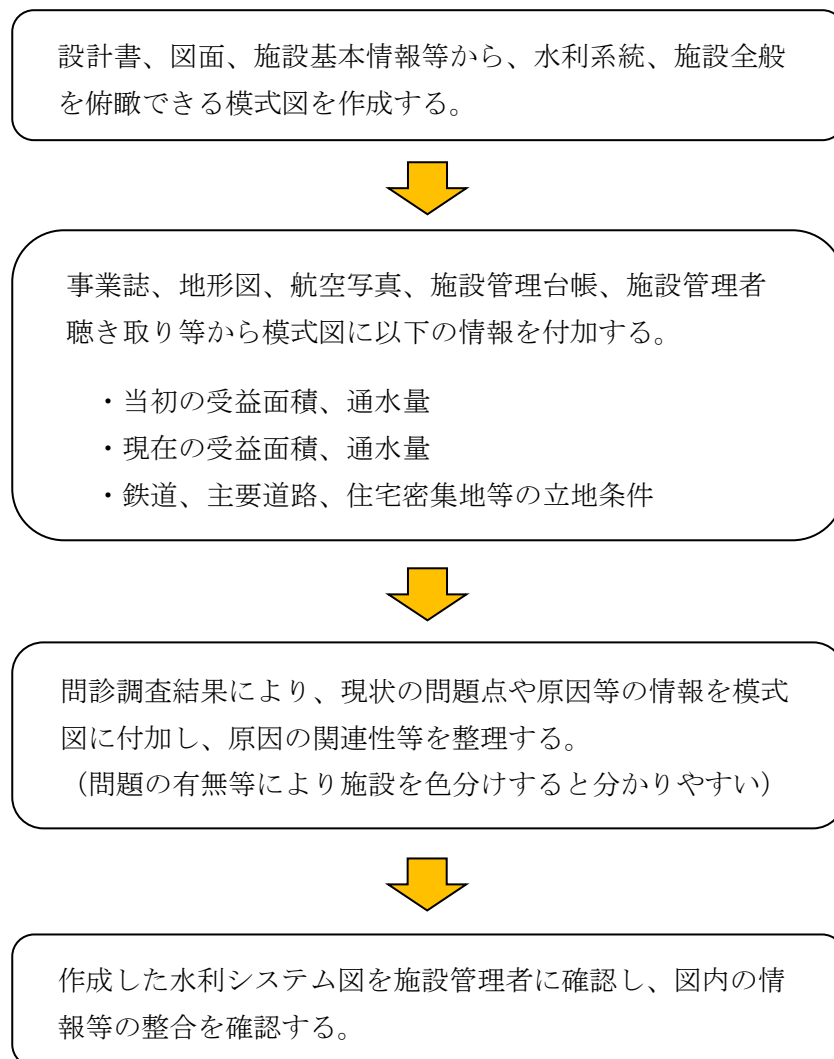 設計書、図面、施設基本情報等から、水利系統、施設全般
を俯瞰できる模式図を作成する。
事業誌、地形図、航空写真、施設管理台帳、施設管理者
聴き取り等から模式図に以下の情報を付加する。
・当初の受益面積、通水量
・現在の受益面積、通水量
・鉄道、主要道路、住宅密集地等の立地条件
問診調査結果により、現状の問題点や原因等の情報を模式
図に付加し、原因の関連性等を整理する。
（問題の有無等により施設を色分けすると分かりやすい）
作成した水利システム図を施設管理者に確認し、図内の情
報等の整合を確認する。